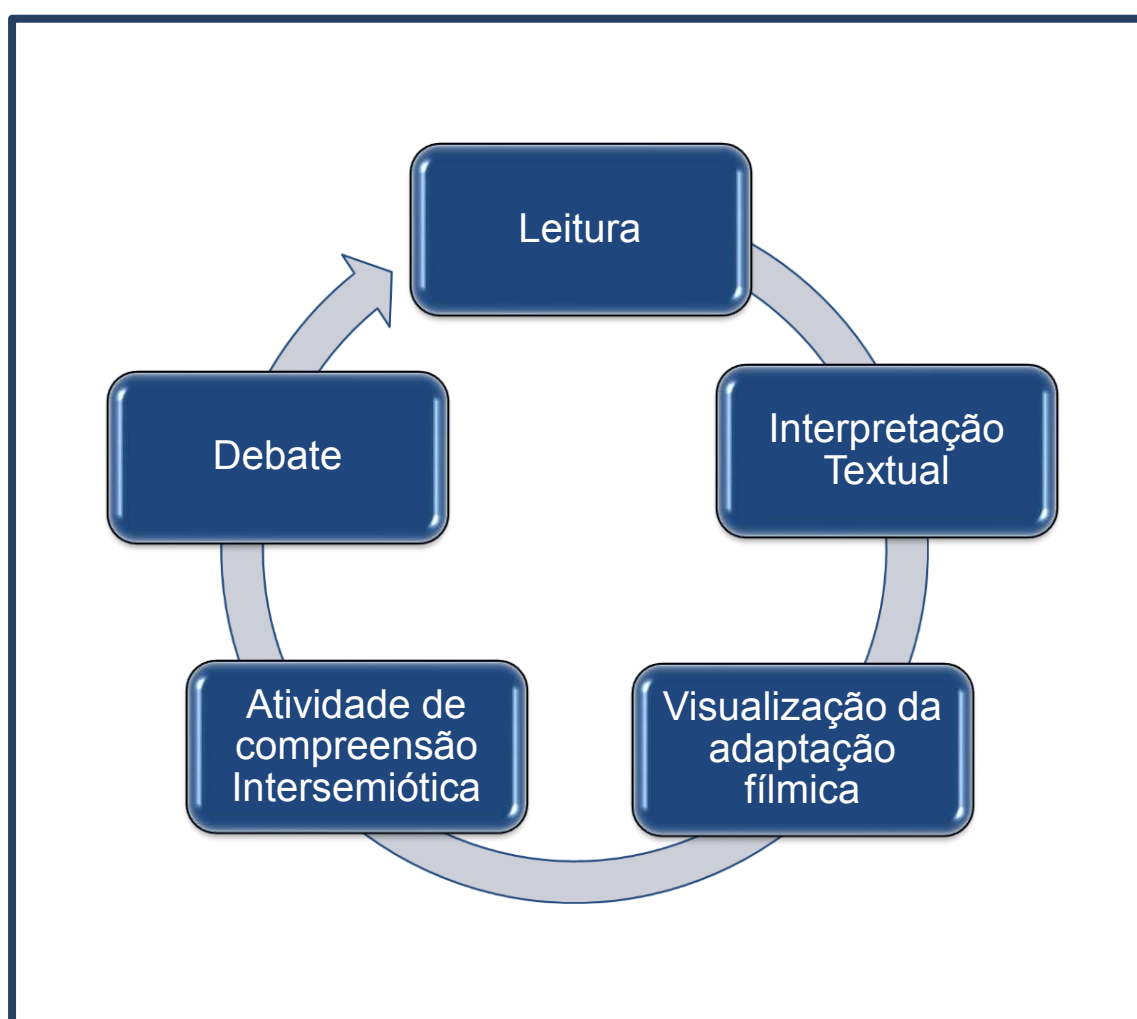 Leitura
Interpretação
Textual
Visualização da
adaptação
fílmica
Atividade de
compreensão
Intersemiótica
Debate